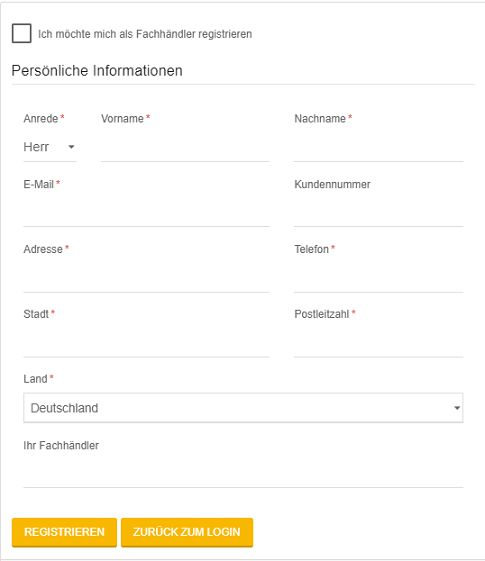 Ich möchte mich als Fachhändler registrieren
Persönliche Informationen
Anrede * Vorname * Nachname *
Herr
E-Mail * Kundennummer
Adresse * Telefon *
Stadt * Postleitzahl *
Land *
Deutschland
Ihr Fachhändler
REGISTRIEREN ZURÜCK ZUM LOGIN